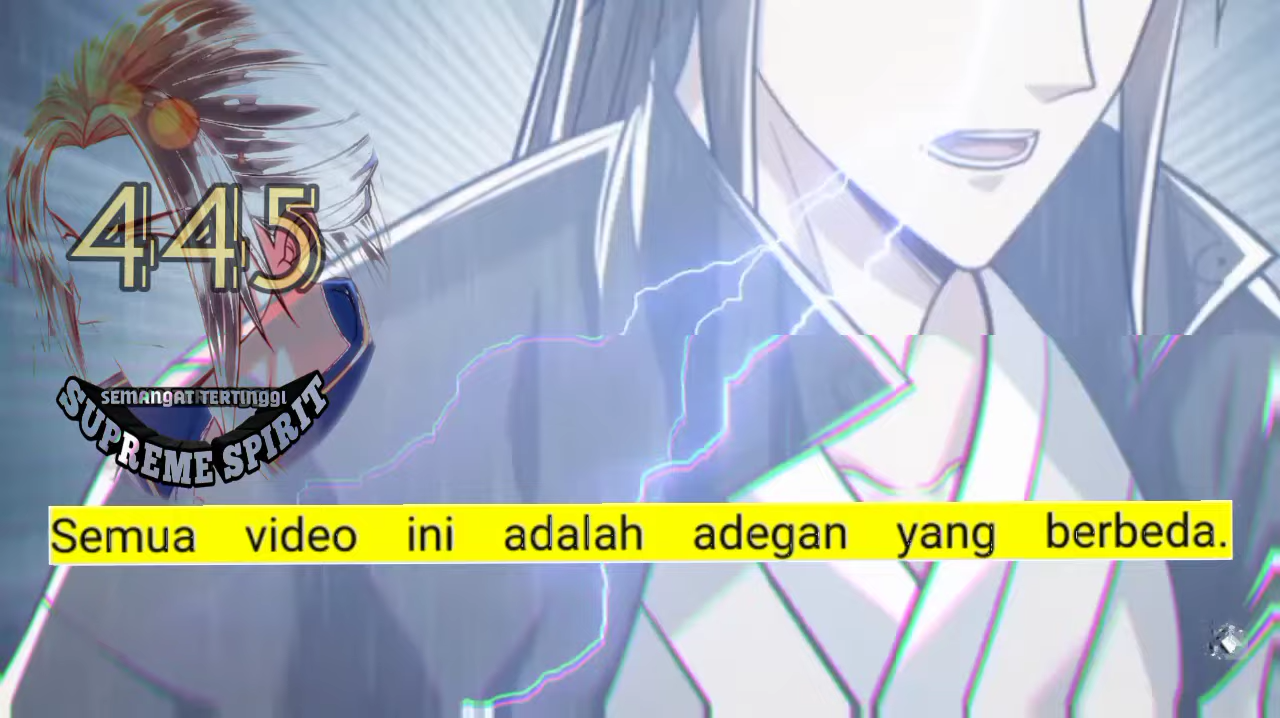 445
SEMANGAT TERTINGGI
SUPREME SPIRIT
Semua video ini adalah adegan yang berbeda.